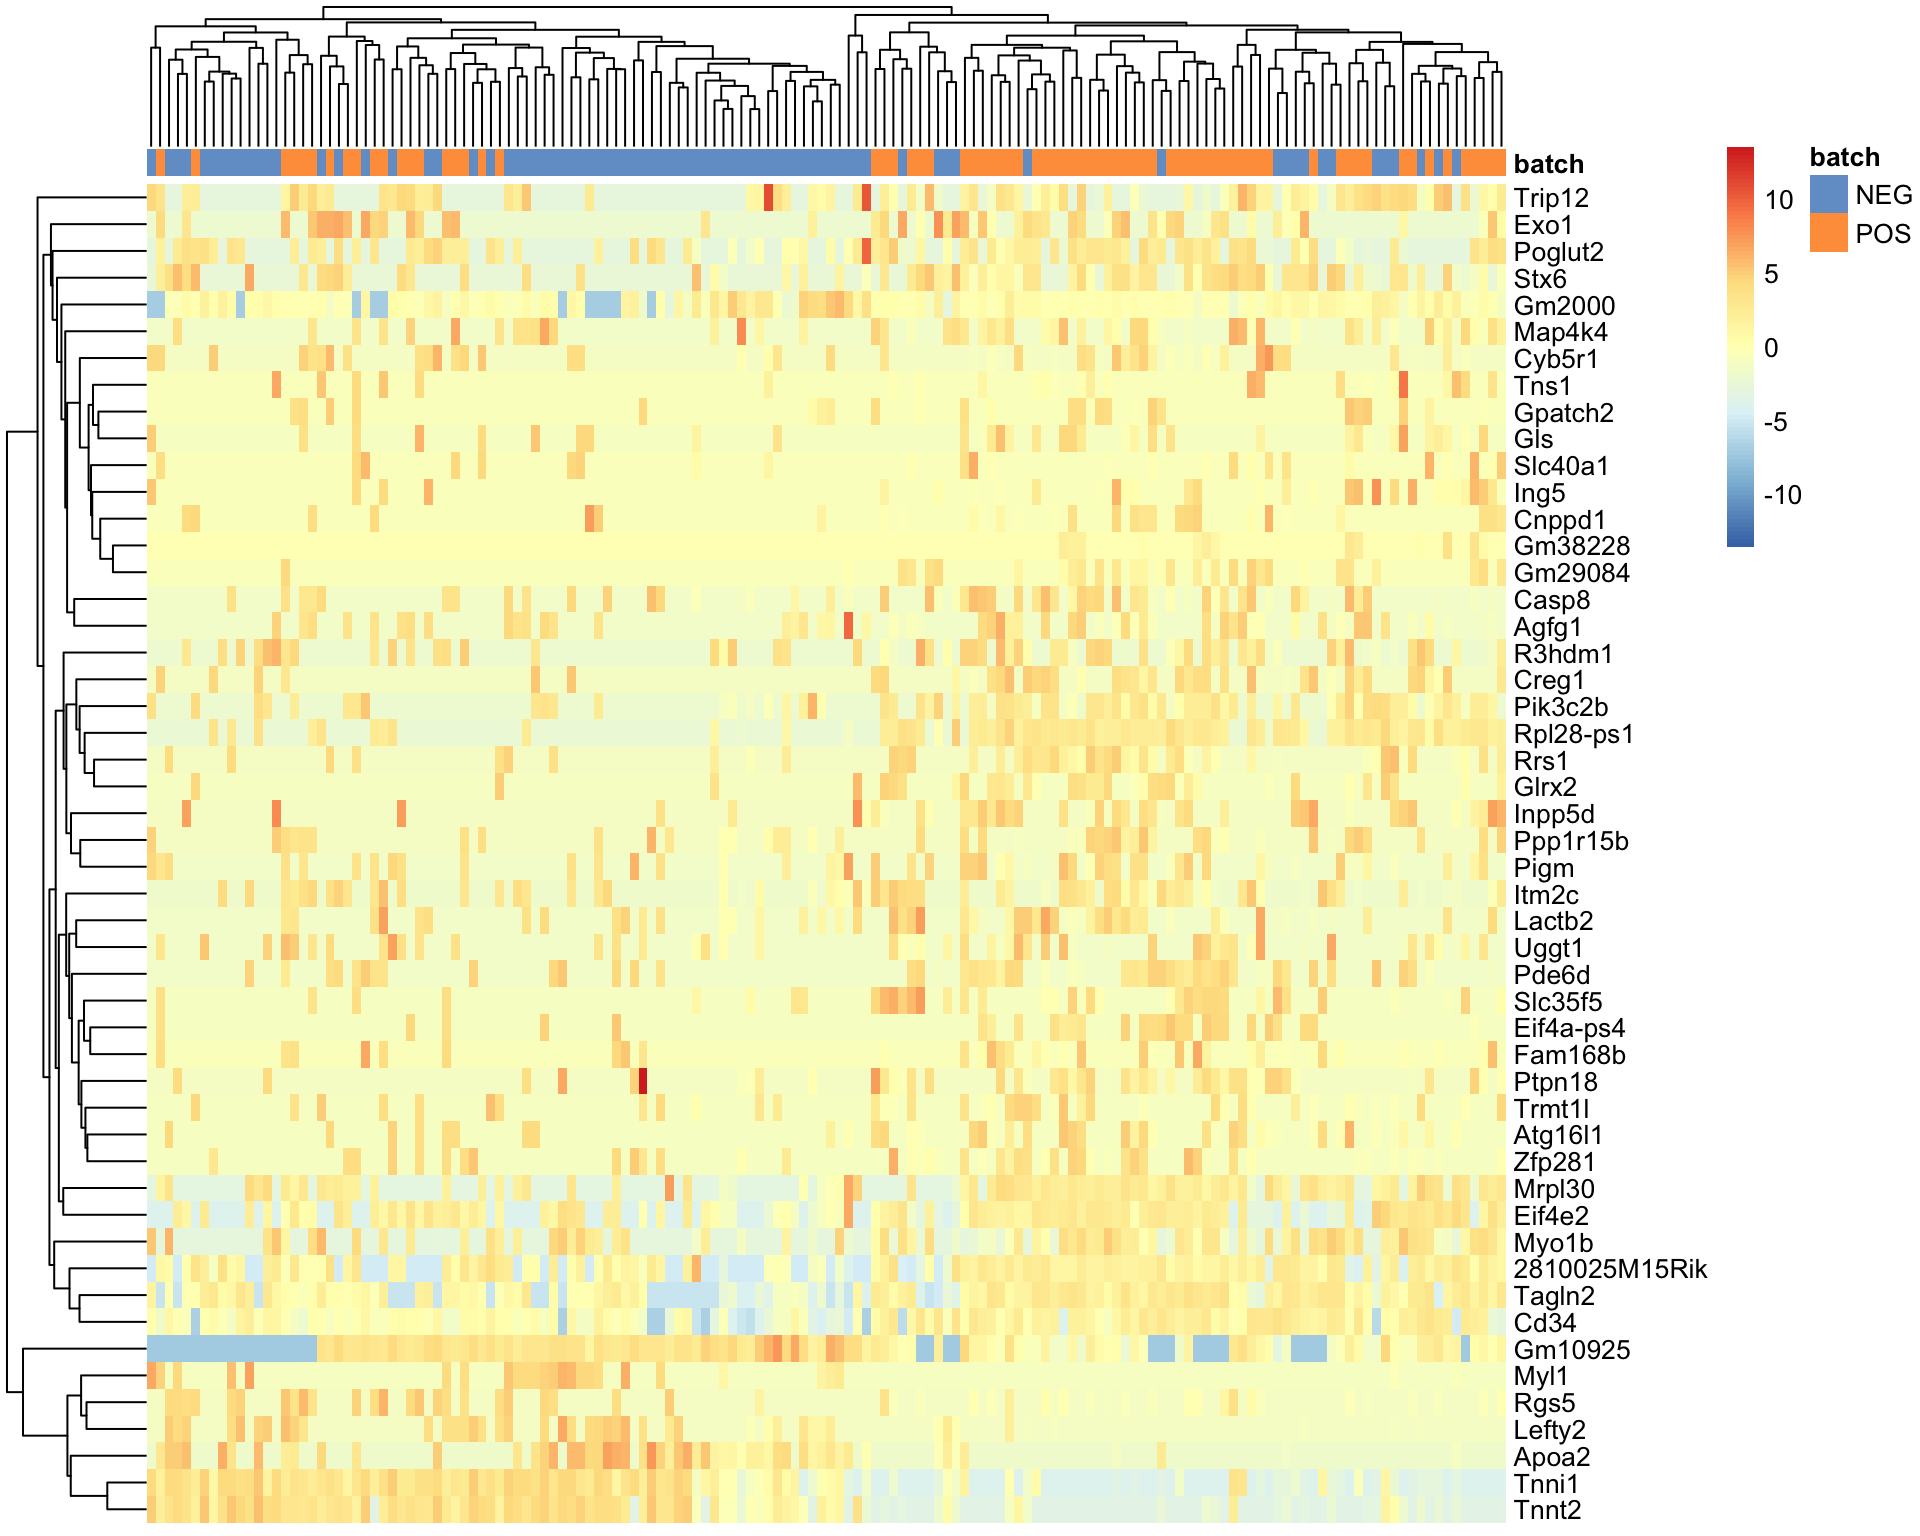 batch
Trip12
Exo1
Poglut2
Stx6
Gm2000
Map4k4
Cyb5r1
Tns1
Gpatch2
Gls
Slc40a1
Ing5
Cnppd1
Gm38228
Gm29084
Casp8
Agfg1
R3hdm1
Creg1
Pik3c2b
Rpl28-ps1
Rrs1
Glrx2
Inpp5d
Ppp1r15b
Pigm
Itm2c
Lactb2
Uggt1
Pde6d
Slc35f5
Eif4a-ps4
Fam168b
Ptpn18
Trmt1l
Atg16l1
Zfp281
Mrpl30
Eif4e2
Myo1b
2810025M15Rik
Tagln2
Cd34
Gm10925
Myl1
Rgs5
Lefty2
Apoa2
Tnni1
Tnnt2
10
5
0
-5
-10
batch
NEG
POS